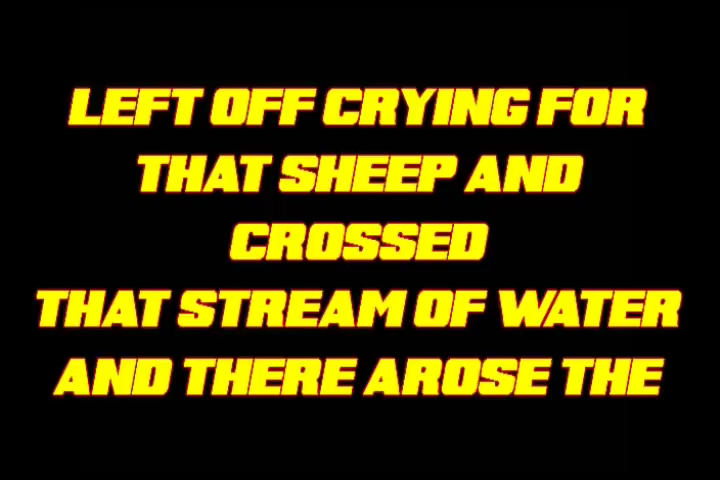 LEFT OFF CRYING FOR
THAT SHEEP AND
CROSSED
THAT STREAM OF WATER
AND THERE AROSE THE